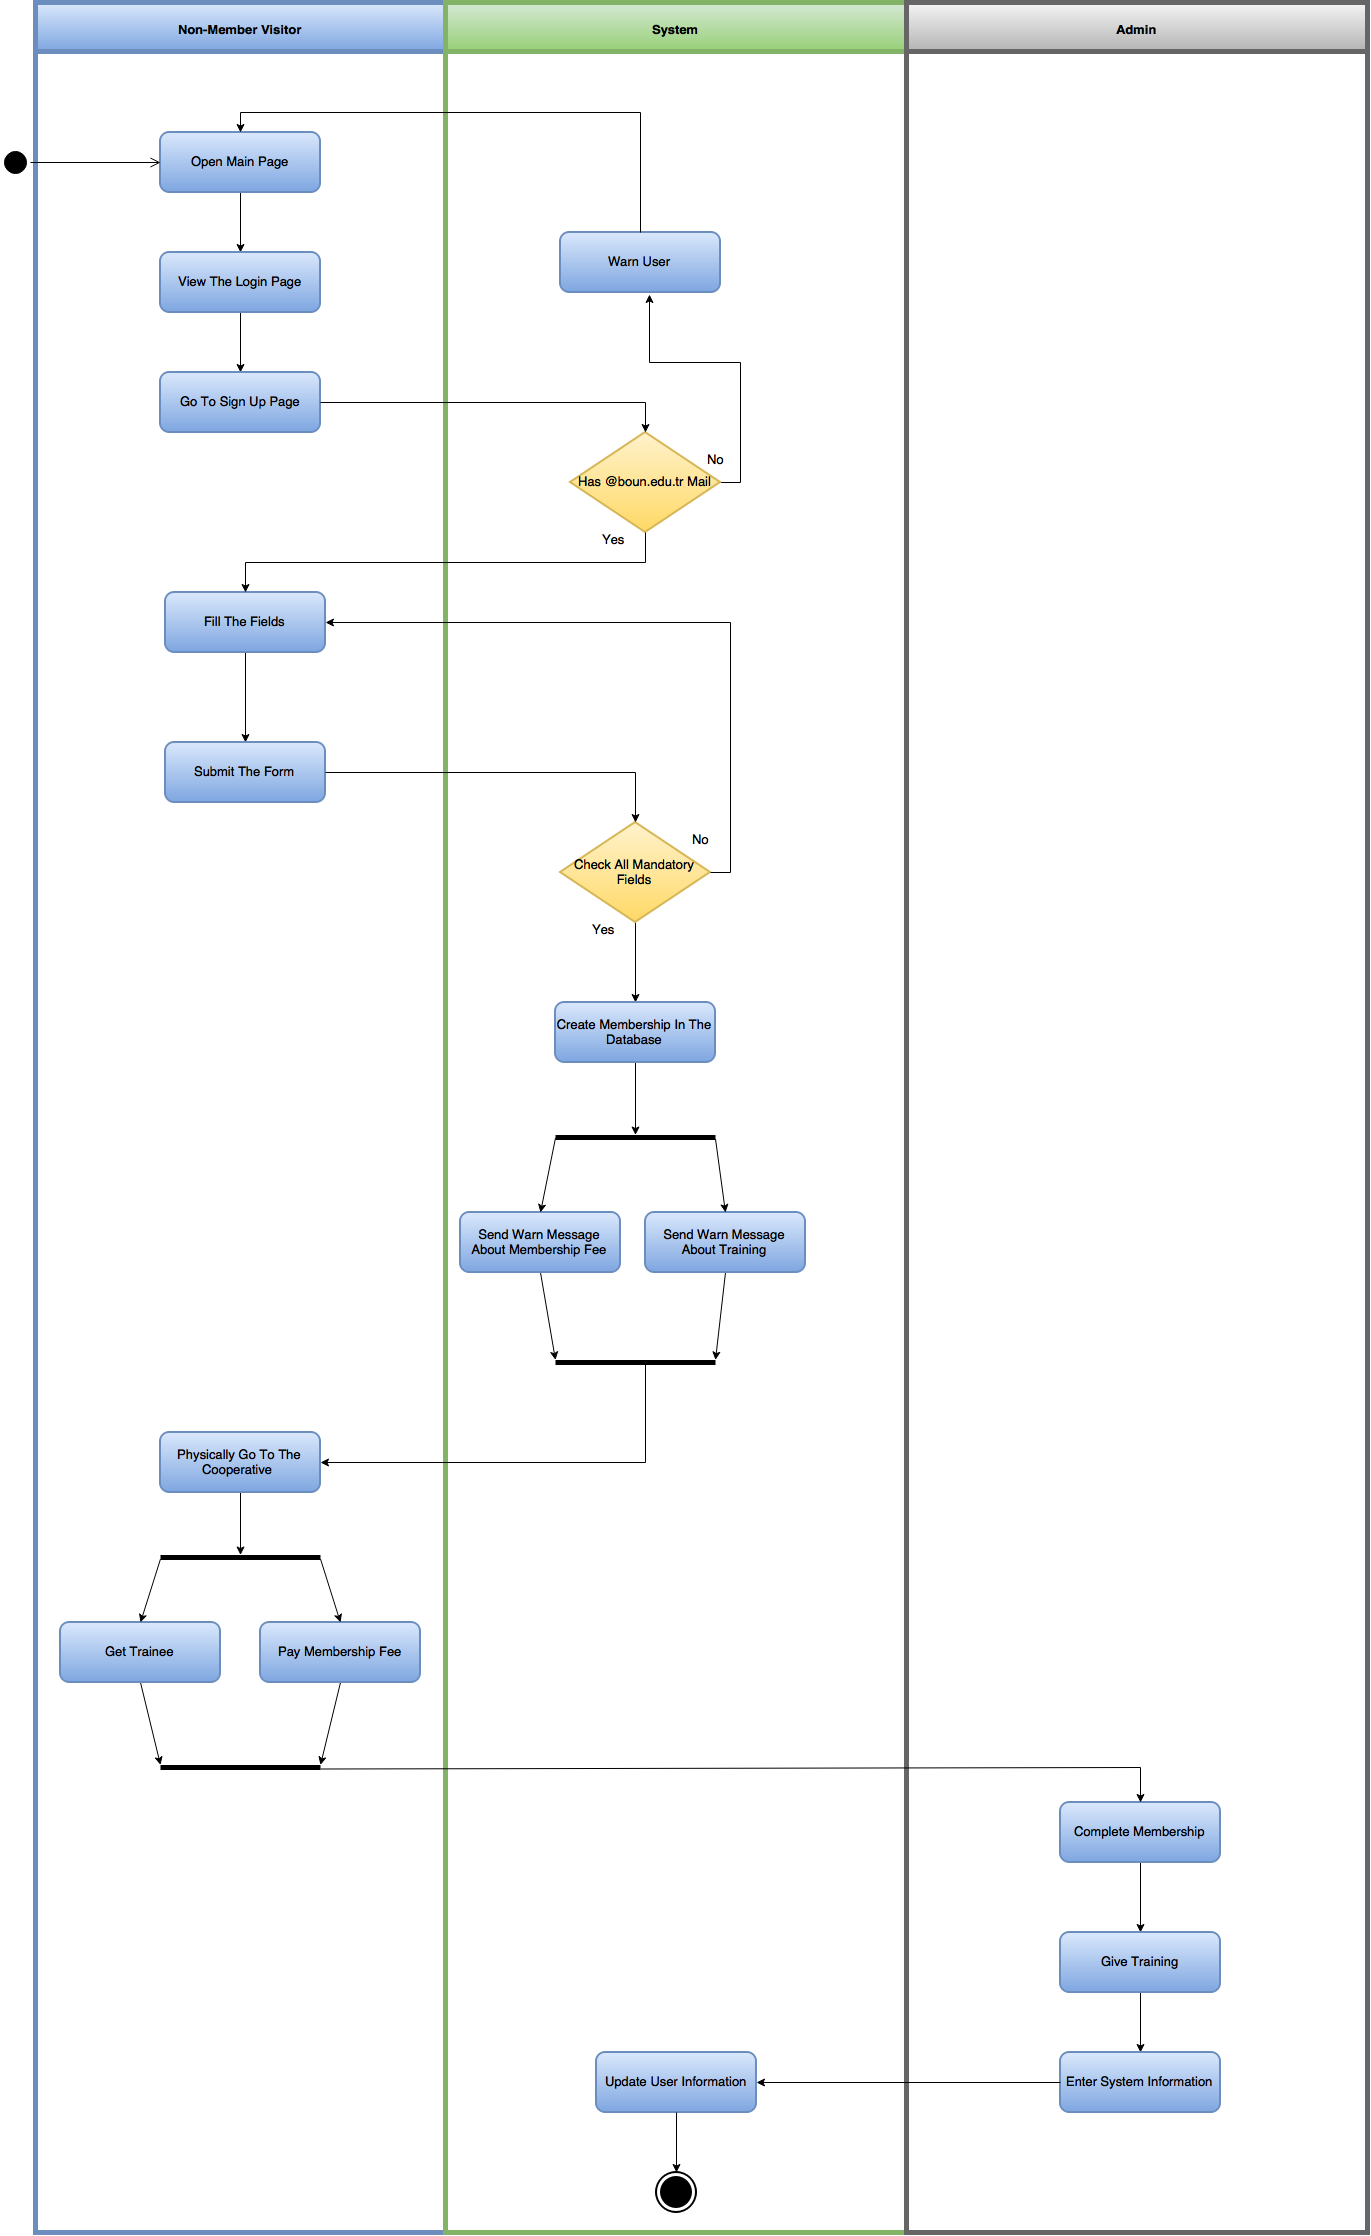 Non-Member Visitor
System
Admin
Open Main Page
Warn User
View The Login Page
Go To Sign Up Page
No
Has @boun.edu.tr Mail
Yes
Fill The Fields
Submit The Form
No
Check All Mandatory
Fields
Yes
Create Membership In The
Database
Send Warn Message
About Membership Fee
Send Warn Message
About Training
Physically Go To The
Cooperative
Get Trainee
Pay Membership Fee
Complete Membership
Give Training
Update User Information
Enter System Information